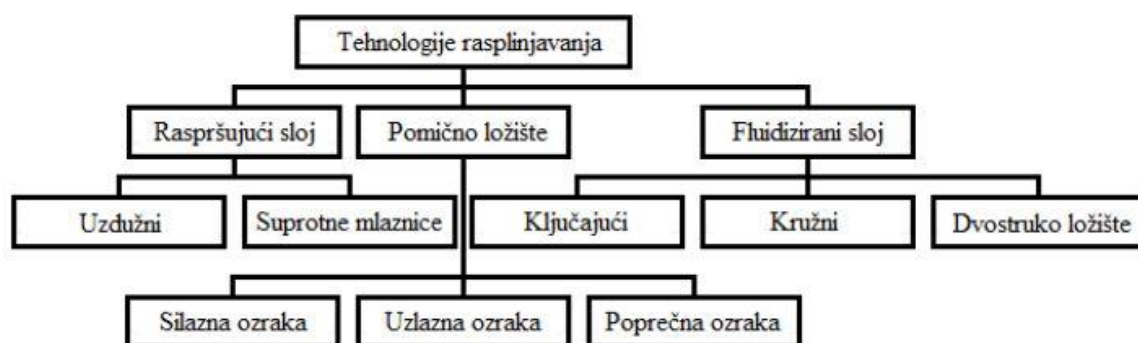 Tehnologije rasplinjavanja
Raspršujući sloj
Pomično ložište
Fluidizirani sloj
Uzdužni
Suprotne mlaznice
Ključajući
Kružni
Dvostruko ložište
Silazna ozraka
Uzlazna ozraka
Poprečna ozraka